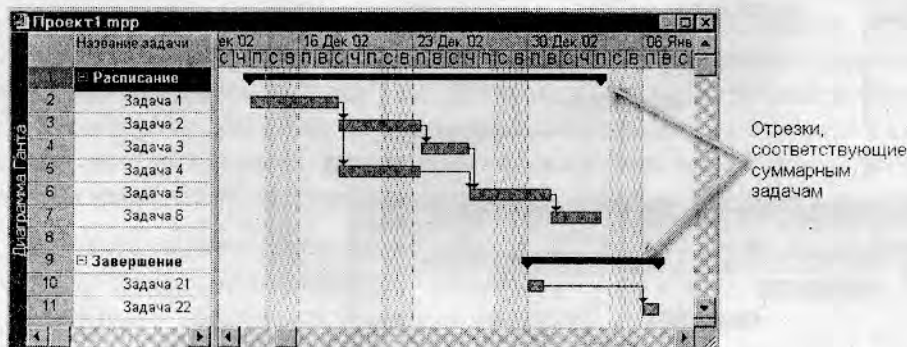 Проект1.mpp
Название задачи
ек '02 16 Дек '02 23 Дек '02 30 Дек '02 06 Янв
С Ч П С В П В С Ч П С В П В С Ч П С В П В С Ч П С В П В С
1 Расписание
2 Задача 1
3 Задача 2
4 Задача 3
5 Задача 4
6 Задача 5
7 Задача 6
8
9 Завершение
10 Задача 21
11 Задача 22
Диаграмма Ганта
Отрезки,
соответствующие
суммарным
задачам